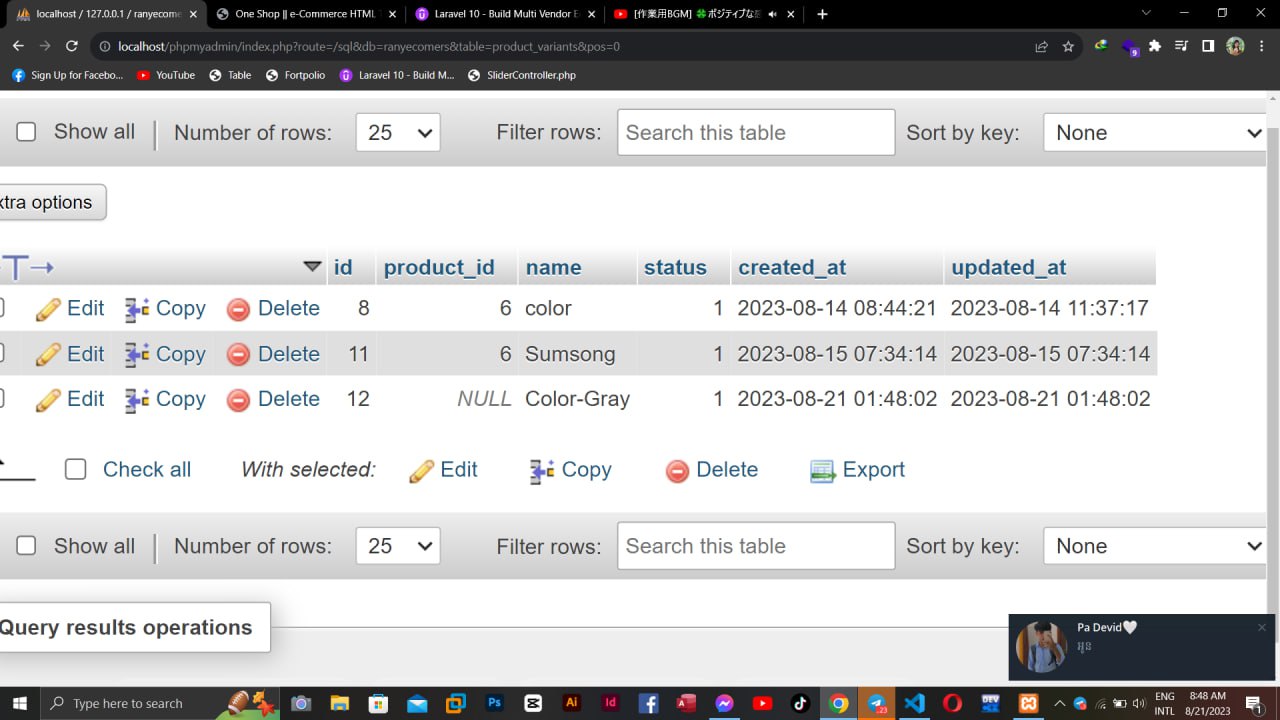 localhost / 127.0.0.1 / ranyecome
One Shop || e-Commerce HTML
Laravel 10 - Build Multi Vendor E
[作業用BGM] 🍀ポジティブな
localhost/phpmyadmin/index.php?route=/sql&db=ranyecomers&table=product_variants&pos=0
9
Sign Up for Facebo...
YouTube
Table
Fortpolio
Laravel 10 - Build M...
SliderController.php
Show all
Number of rows:
25
Filter rows:
Search this table
Sort by key:
None
xtra options
id product_id name status created_at updated_at
Edit Copy Delete 8 6 color 1 2023-08-14 08:44:21 2023-08-14 11:37:17
Edit Copy Delete 11 6 Sumsong 1 2023-08-15 07:34:14 2023-08-15 07:34:14
Edit Copy Delete 12 NULL Color-Gray 1 2023-08-21 01:48:02 2023-08-21 01:48:02
Check all With selected: Edit Copy Delete Export
Show all
Number of rows:
25
Filter rows:
Search this table
Sort by key:
None
Query results operations
Pa Devid🤍
អូន
Type here to search
Ps
Ai
Id
23
DEV
ENG
INTL
8:48 AM
8/21/2023
1